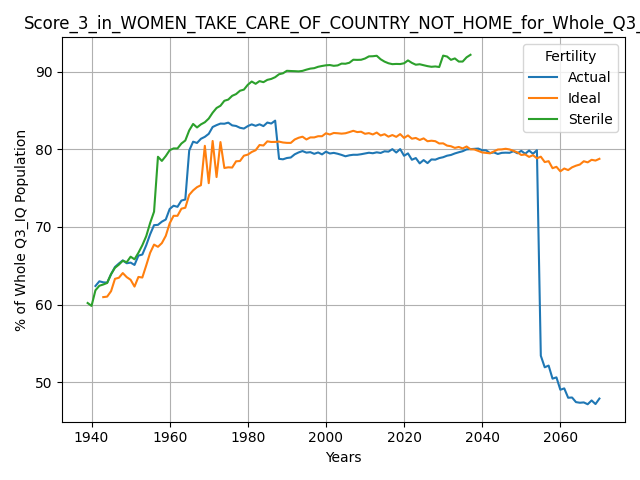 Score_3_in_WOMEN_TAKE_CARE_OF_COUNTRY_NOT_HOME_for_Whole_Q3_
Fertility
Actual
Ideal
Sterile
% of Whole Q3_IQ Population
90
80
70
60
50
1940
1960
1980
2000
2020
2040
2060
Years